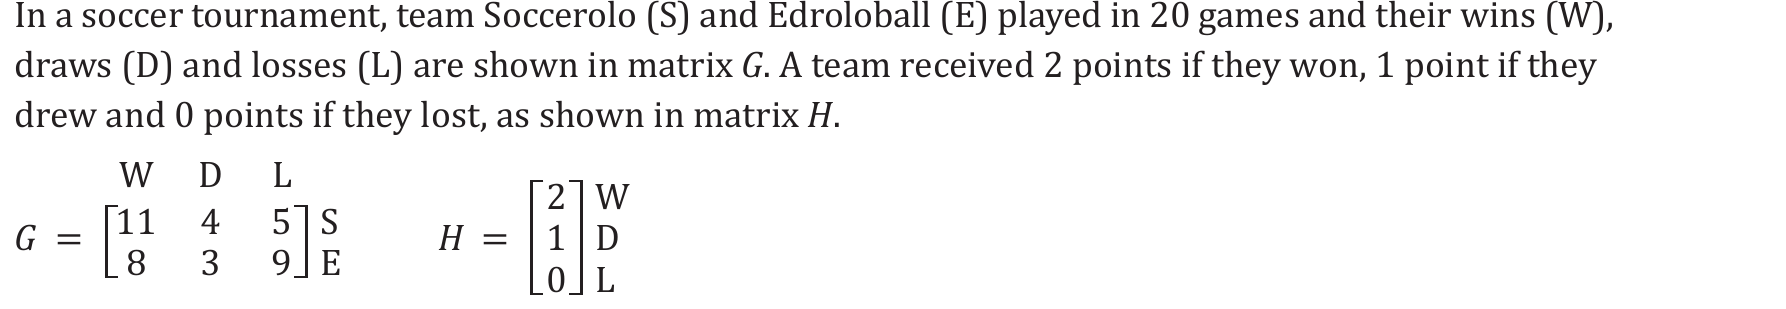 In a soccer tournament, team Soccerolo (S) and Edroloball (E) played in 20 games and their wins (W),
draws (D) and losses (L) are shown in matrix G. A team received 2 points if they won, 1 point if they
drew and 0 points if they lost, as shown in matrix H.
W D L
G = [11 4 5] S
[8 3 9] E
H = [2] W
[1] D
[0] L